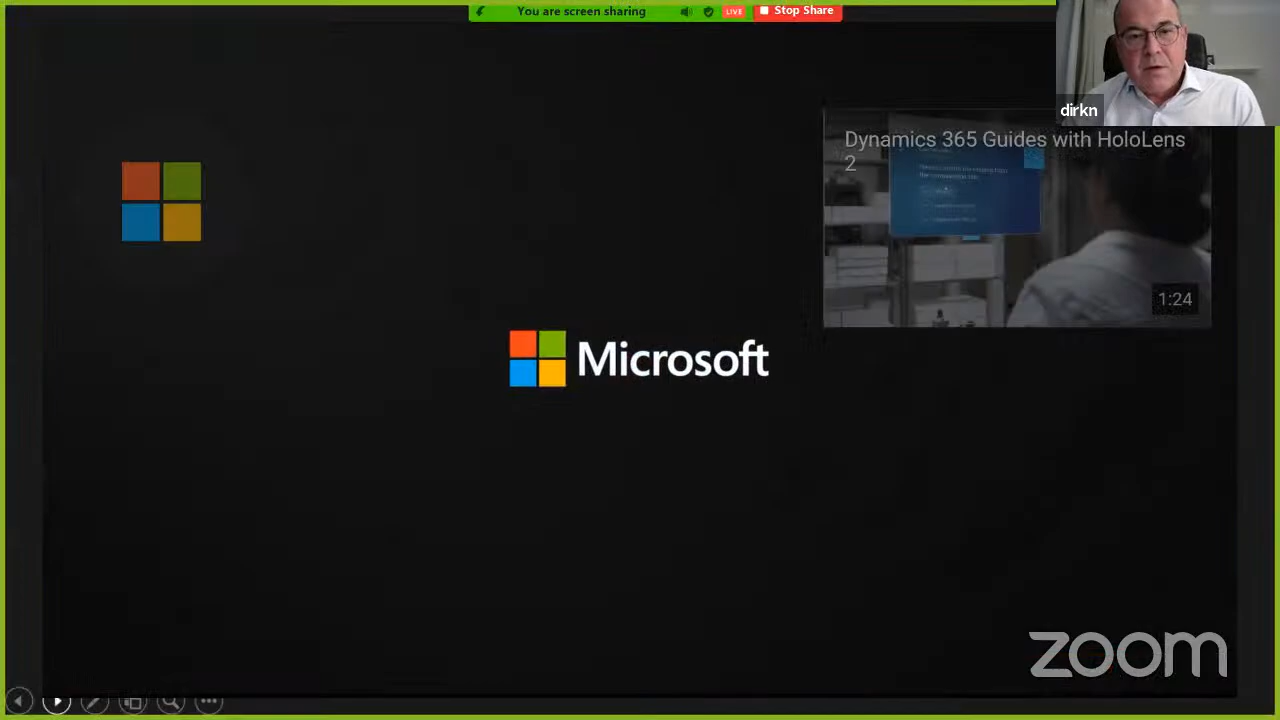 You are screen sharing
LIVE
Stop Share
dirkn
Dynamics 365 Guides with HoloLens
2
1:24
Microsoft
zoom